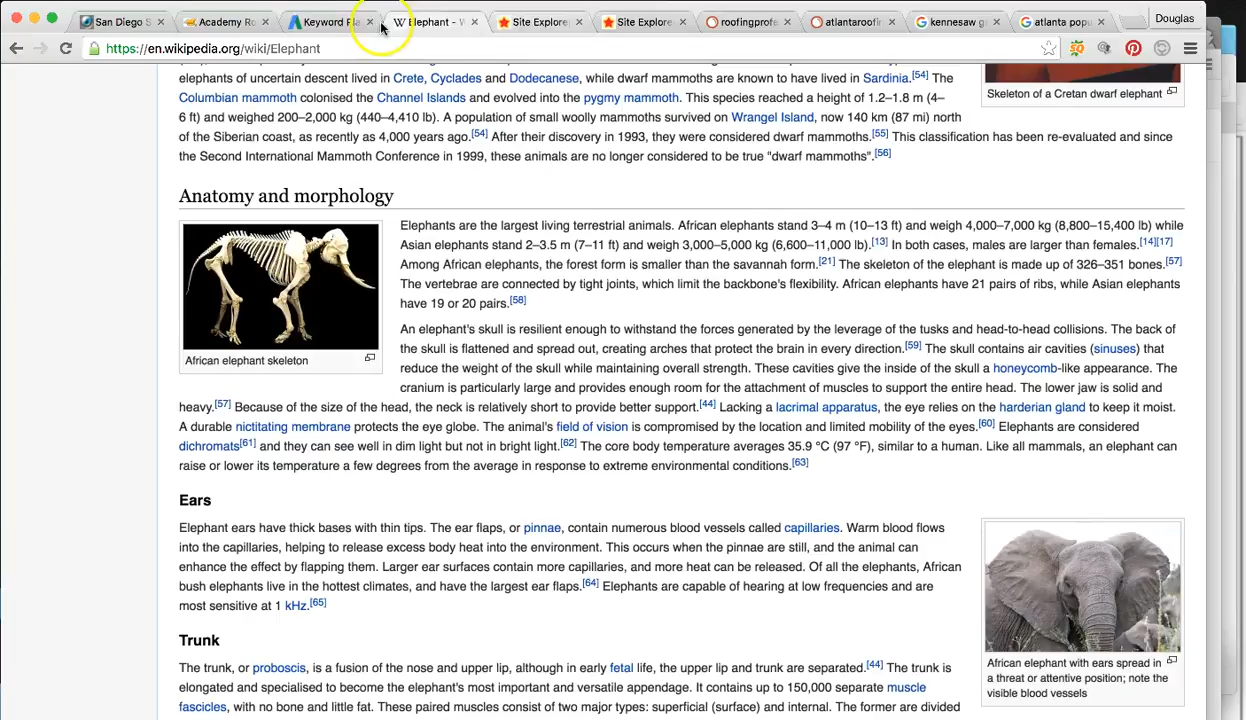 San Diego S
Academy Ro
Keyword Pla
Elephant - W
Site Explore
Site Explore
roofingprofe
atlantaroofin
kennesaw g
atlanta popu
Douglas
https://en.wikipedia.org/wiki/Elephant
elephants of uncertain descent lived in Crete, Cyclades and Dodecanese, while dwarf mammoths are known to have lived in Sardinia.[54] The
Columbian mammoth colonised the Channel Islands and evolved into the pygmy mammoth. This species reached a height of 1.2–1.8 m (4–
6 ft) and weighed 200–2,000 kg (440–4,410 lb). A population of small woolly mammoths survived on Wrangel Island, now 140 km (87 mi) north
of the Siberian coast, as recently as 4,000 years ago.[54] After their discovery in 1993, they were considered dwarf mammoths.[55] This classification has been re-evaluated and since
the Second International Mammoth Conference in 1999, these animals are no longer considered to be true "dwarf mammoths".[56]
Skeleton of a Cretan dwarf elephant
Anatomy and morphology
African elephant skeleton
Elephants are the largest living terrestrial animals. African elephants stand 3–4 m (10–13 ft) and weigh 4,000–7,000 kg (8,800–15,400 lb) while
Asian elephants stand 2–3.5 m (7–11 ft) and weigh 3,000–5,000 kg (6,600–11,000 lb).[13] In both cases, males are larger than females.[14][17]
Among African elephants, the forest form is smaller than the savannah form.[21] The skeleton of the elephant is made up of 326–351 bones.[57]
The vertebrae are connected by tight joints, which limit the backbone's flexibility. African elephants have 21 pairs of ribs, while Asian elephants
have 19 or 20 pairs.[58]
An elephant's skull is resilient enough to withstand the forces generated by the leverage of the tusks and head-to-head collisions. The back of
the skull is flattened and spread out, creating arches that protect the brain in every direction.[59] The skull contains air cavities (sinuses) that
reduce the weight of the skull while maintaining overall strength. These cavities give the inside of the skull a honeycomb-like appearance. The
cranium is particularly large and provides enough room for the attachment of muscles to support the entire head. The lower jaw is solid and
heavy.[57] Because of the size of the head, the neck is relatively short to provide better support.[44] Lacking a lacrimal apparatus, the eye relies on the harderian gland to keep it moist.
A durable nictitating membrane protects the eye globe. The animal's field of vision is compromised by the location and limited mobility of the eyes.[60] Elephants are considered
dichromats[61] and they can see well in dim light but not in bright light.[62] The core body temperature averages 35.9 °C (97 °F), similar to a human. Like all mammals, an elephant can
raise or lower its temperature a few degrees from the average in response to extreme environmental conditions.[63]
Ears
Elephant ears have thick bases with thin tips. The ear flaps, or pinnae, contain numerous blood vessels called capillaries. Warm blood flows
into the capillaries, helping to release excess body heat into the environment. This occurs when the pinnae are still, and the animal can
enhance the effect by flapping them. Larger ear surfaces contain more capillaries, and more heat can be released. Of all the elephants, African
bush elephants live in the hottest climates, and have the largest ear flaps.[64] Elephants are capable of hearing at low frequencies and are
most sensitive at 1 kHz.[65]
African elephant with ears spread in
a threat or attentive position; note the
visible blood vessels
Trunk
The trunk, or proboscis, is a fusion of the nose and upper lip, although in early fetal life, the upper lip and trunk are separated.[44] The trunk is
elongated and specialised to become the elephant's most important and versatile appendage. It contains up to 150,000 separate muscle
fascicles, with no bone and little fat. These paired muscles consist of two major types: superficial (surface) and internal. The former are divided